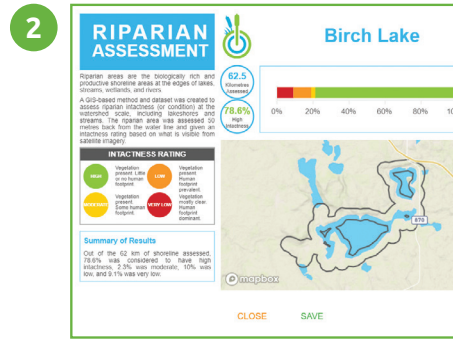 2
RIPARIAN
ASSESSMENT
Birch Lake
Riparian areas are the biologically rich and
productive shoreline areas at the edges of lakes,
streams, wetlands, and rivers.
A GIS-based method and dataset was created to
assess riparian intactness (or condition) at the
watershed scale, including lakeshores and
streams. The riparian area was assessed 50
metres back from the water line and given an
intactness rating based on what is visible from
satellite imagery.
62.5
Kilometres
Assessed
78.6%
High
Intactness
0% 20% 40% 60% 80%
INTACTNESS RATING
HIGH
Vegetation
present. Little
or no human
footprint.
LOW
Vegetation
present.
Human
footprint
prevalent.
MODERATE
Vegetation
present.
Some human
footprint.
VERY LOW
Vegetation
mostly clear.
Human
footprint
dominant.
Summary of Results
Out of the 62 km of shoreline assessed,
78.6% was considered to have high
intactness, 2.3% was moderate, 10% was
low, and 9.1% was very low.
870
mapbox
CLOSE SAVE